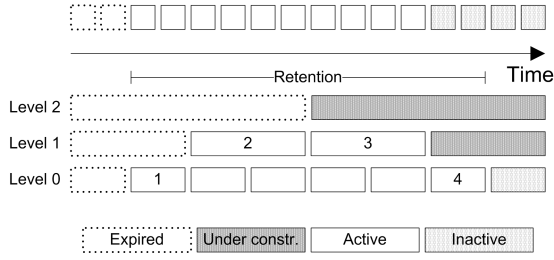 Retention
Time
Level 2
Level 1
2
3
Level 0
1
4
Expired
Under constr.
Active
Inactive